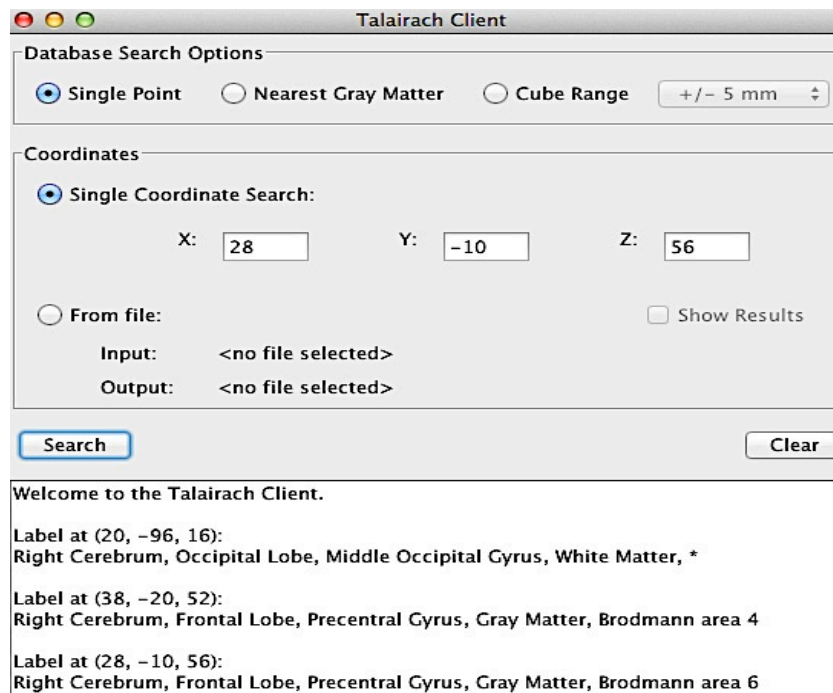 Talairach Client
Database Search Options
Single Point Nearest Gray Matter Cube Range +/- 5 mm
Coordinates
Single Coordinate Search:
X: 28 Y: -10 Z: 56
From file: Show Results
Input: <no file selected>
Output: <no file selected>
Search Clear
Welcome to the Talairach Client.
Label at (20, -96, 16):
Right Cerebrum, Occipital Lobe, Middle Occipital Gyrus, White Matter, *
Label at (38, -20, 52):
Right Cerebrum, Frontal Lobe, Precentral Gyrus, Gray Matter, Brodmann area 4
Label at (28, -10, 56):
Right Cerebrum, Frontal Lobe, Precentral Gyrus, Gray Matter, Brodmann area 6